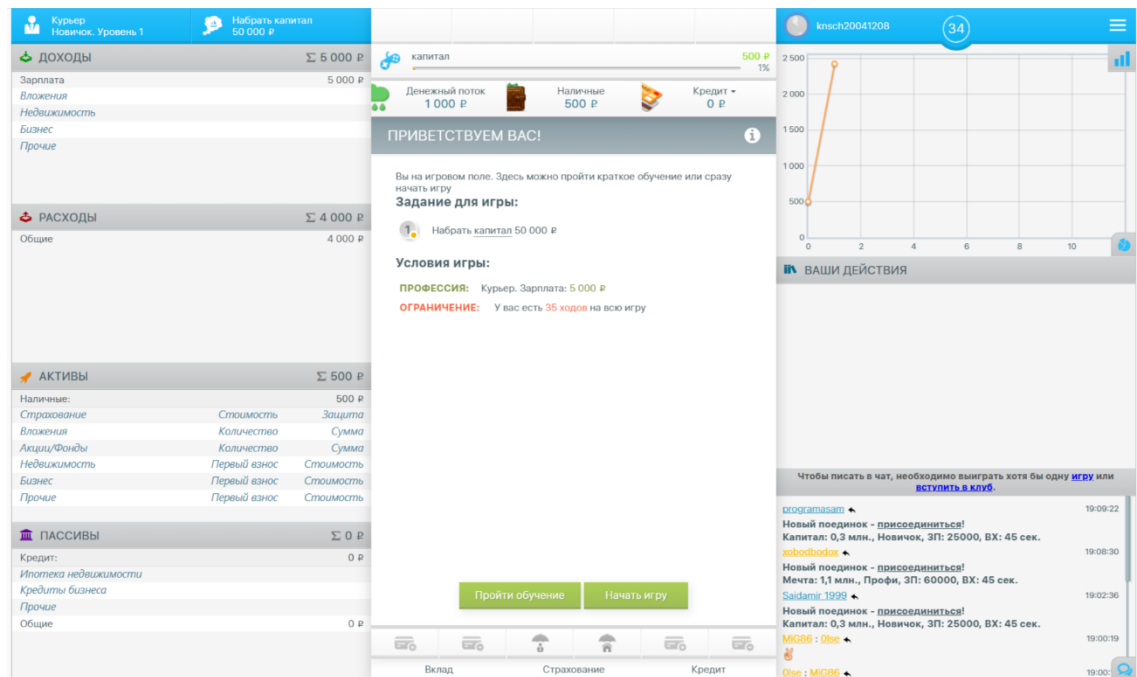 Курьер
Новичок. Уровень 1
Набрать капитал
50 000 ₽
ДОХОДЫ Σ 5 000 ₽
Зарплата 5 000 ₽
Вложения
Недвижимость
Бизнес
Прочие
РАСХОДЫ Σ 4 000 ₽
Общие 4 000 ₽
АКТИВЫ Σ 500 ₽
Наличные: 500 ₽
Страхование Стоимость Защита
Вложения Количество Сумма
Акции/Фонды Количество Сумма
Недвижимость Первый взнос Стоимость
Бизнес Первый взнос Стоимость
Прочие Первый взнос Стоимость
ПАССИВЫ Σ 0 ₽
Кредит: 0 ₽
Ипотека недвижимости
Кредиты бизнеса
Прочие
Общие 0 ₽
капитал 500 ₽
1%
Денежный поток
1 000 ₽
Наличные
500 ₽
Кредит
0 ₽
ПРИВЕТСТВУЕМ ВАС!
Вы на игровом поле. Здесь можно пройти краткое обучение или сразу
начать игру
Задание для игры:
1 Набрать капитал 50 000 ₽
Условия игры:
ПРОФЕССИЯ: Курьер. Зарплата: 5 000 ₽
ОГРАНИЧЕНИЕ: У вас есть 35 ходов на всю игру
Пройти обучение Начать игру
Вклад Страхование Кредит
knsch20041208 34
2 500
2 000
1 500
1 000
500
0
0 2 4 6 8 10
ВАШИ ДЕЙСТВИЯ
Чтобы писать в чат, необходимо выиграть хотя бы одну игру или
вступить в клуб.
programasam 19:09:22
Новый поединок - присоединиться!
Капитал: 0,3 млн., Новичок, ЗП: 25000, ВХ: 45 сек.
xobodbodox 19:08:30
Новый поединок - присоединиться!
Мечта: 1,1 млн., Профи, ЗП: 60000, ВХ: 45 сек.
Saidamir 1999 19:02:36
Новый поединок - присоединиться!
Капитал: 0,3 млн., Новичок, ЗП: 25000, ВХ: 45 сек.
MiG86 : 0lse 19:00:19
0lse : MiG86 19:00: